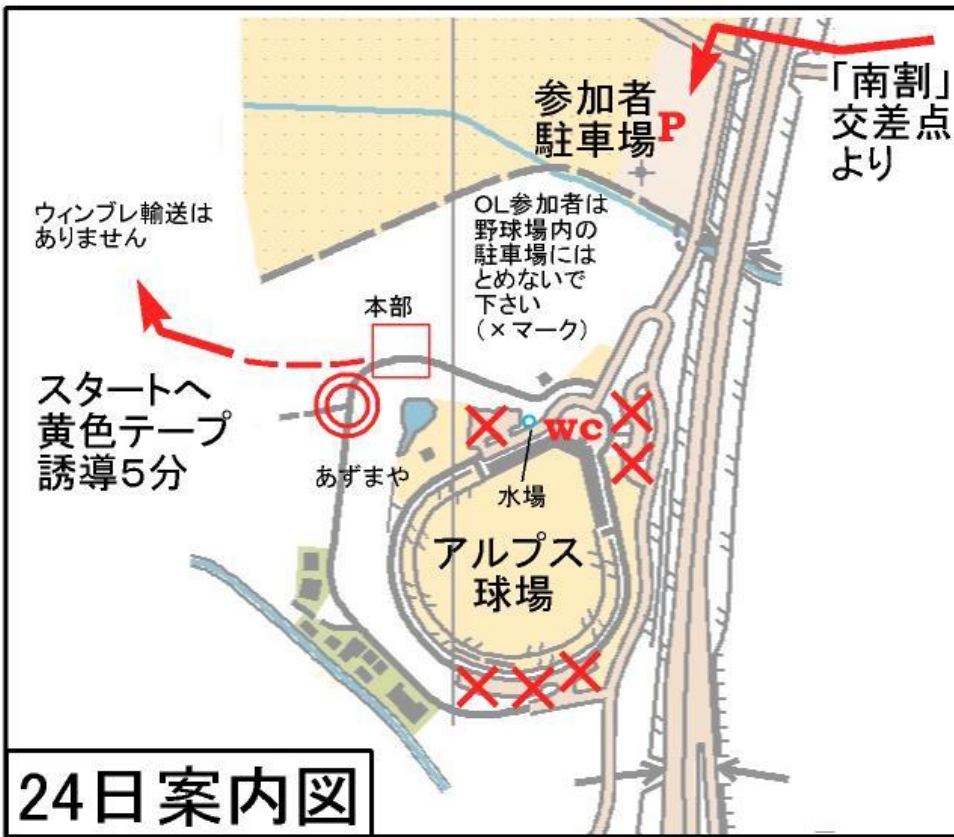 参加者
駐車場P
「南割」
交差点
より
ウィンブレ輸送は
ありません
OL参加者は
野球場内の
駐車場には
とめないで
下さい
(×マーク)
本部
スタートへ
黄色テープ
誘導5分
あずまや
WC
水場
アルプス
球場
24日案内図